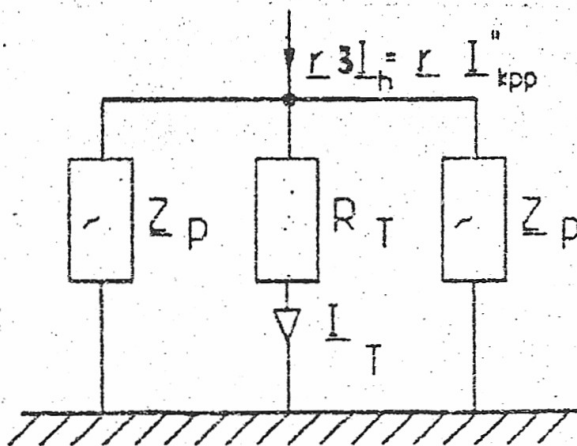 r 3I_h = r I"_kpp
Z_p R_T Z_p
I_T